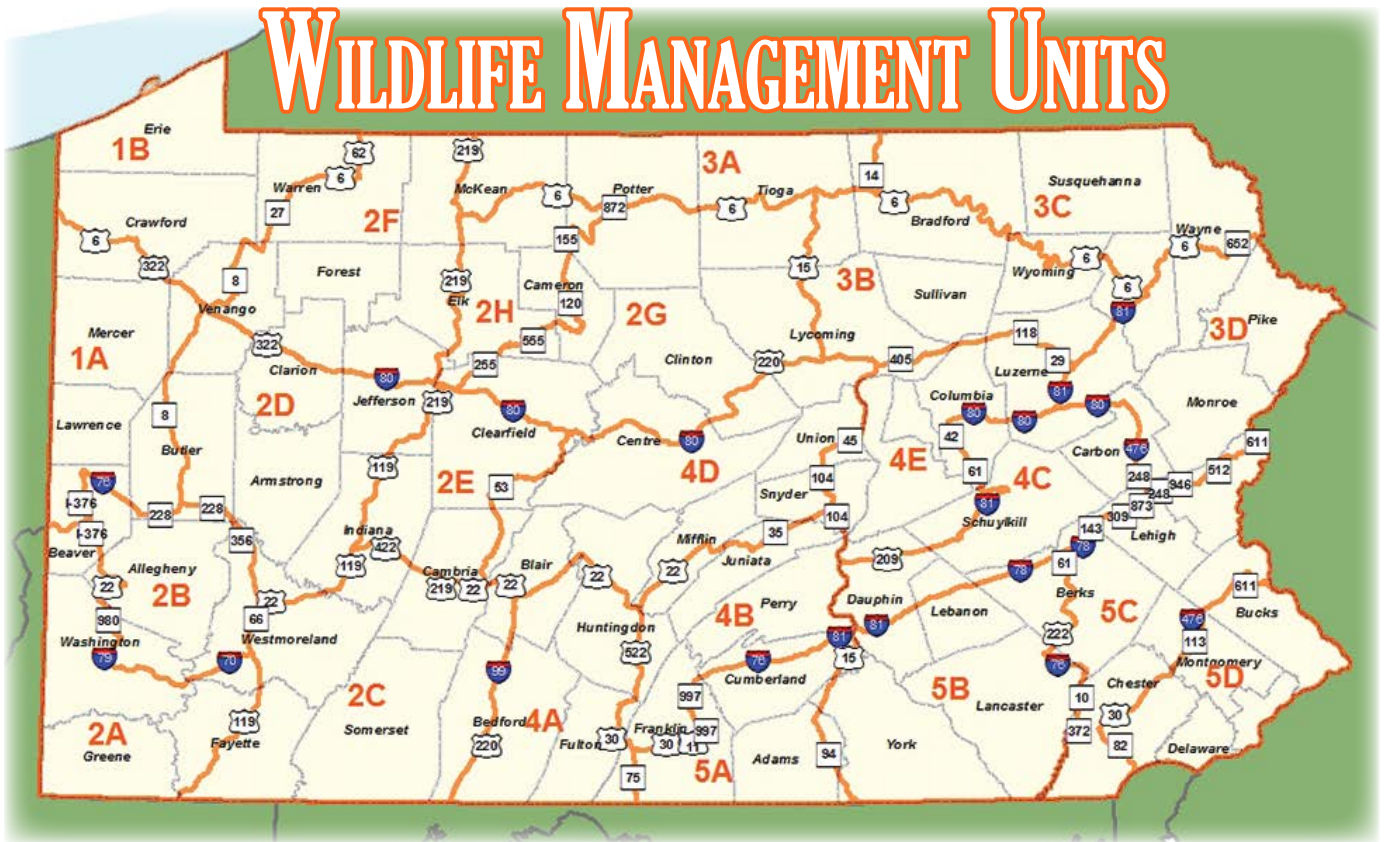 WILDLIFE MANAGEMENT UNITS
Erie
1B
62
219
3A
6
Warren
McKean
6
Potter
872
6
Tioga
14
6
Susquehanna
27
2F
Crawford
Bradford
3C
6
155
Wayne
6
652
322
8
Forest
219
Elk
Cameron
120
15
3B
Wyoming
6
6
Sullivan
81
Venango
2H
2G
3D
Pike
Mercer
1A
322
555
Lycoming
118
Clarion
255
Clinton
220
405
29
Luzerne
80
81
2D
Jefferson
219
80
Columbia
80
80
80
Monroe
8
Lawrence
Clearfield
Centre
80
Union
45
42
611
Butler
4D
4E
Carbon
476
119
2E
61
4C
512
76
Armstrong
53
104
248
946
I-376
Snyder
81
248
228
228
104
873
I-376
Indiana
35
Schuylkill
309
143
Lehigh
Beaver
356
422
Mifflin
78
Allegheny
119
Juniata
209
61
22
2B
Cambria
219
22
22
Blair
22
22
78
Berks
611
Bucks
22
4B
Perry
Dauphin
Lebanon
5C
980
66
Huntingdon
81
81
476
Washington
Westmoreland
222
113
79
70
522
15
76
Montgomery
99
76
Cumberland
5B
5D
2C
997
Lancaster
10
Chester
2A
119
Bedford
4A
Franklin
997
30
Greene
Fayette
Somerset
220
Fulton
30
30
11
York
94
372
82
Delaware
5A
Adams
75